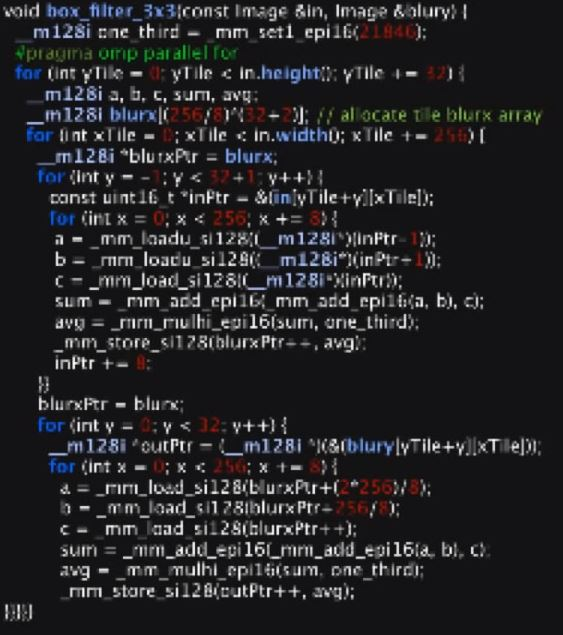 void box_filter_3x3(const Image &in, Image &blury) {
__m128i one_third = _mm_set1_epi16(21846);
#pragma omp parallel for
for (int yTile = 0; yTile < in.height(); yTile += 32) {
__m128i a, b, c, sum, avg;
__m128i blurx[(256/8)*(32+2)]; // allocate tile blurx array
for (int xTile = 0; xTile < in.width(); xTile += 256) {
__m128i *blurxPtr = blurx;
for (int y = -1; y < 32+1; y++) {
const uint16_t *inPtr = &(in[yTile+y][xTile]);
for (int x = 0; x < 256; x += 8) {
a = _mm_loadu_si128((__m128i*)(inPtr-1));
b = _mm_loadu_si128((__m128i*)(inPtr+1));
c = _mm_load_si128((__m128i*)(inPtr));
sum = _mm_add_epi16(_mm_add_epi16(a, b), c);
avg = _mm_mulhi_epi16(sum, one_third);
_mm_store_si128(blurxPtr++, avg);
inPtr += 8;
}}
blurxPtr = blurx;
for (int y = 0; y < 32; y++) {
__m128i *outPtr = (__m128i *)(&(blury[yTile+y][xTile]));
for (int x = 0; x < 256; x += 8) {
a = _mm_load_si128(blurxPtr+(2*256)/8);
b = _mm_load_si128(blurxPtr+256/8);
c = _mm_load_si128(blurxPtr++);
sum = _mm_add_epi16(_mm_add_epi16(a, b), c);
avg = _mm_mulhi_epi16(sum, one_third);
_mm_store_si128(outPtr++, avg);
}}}}}